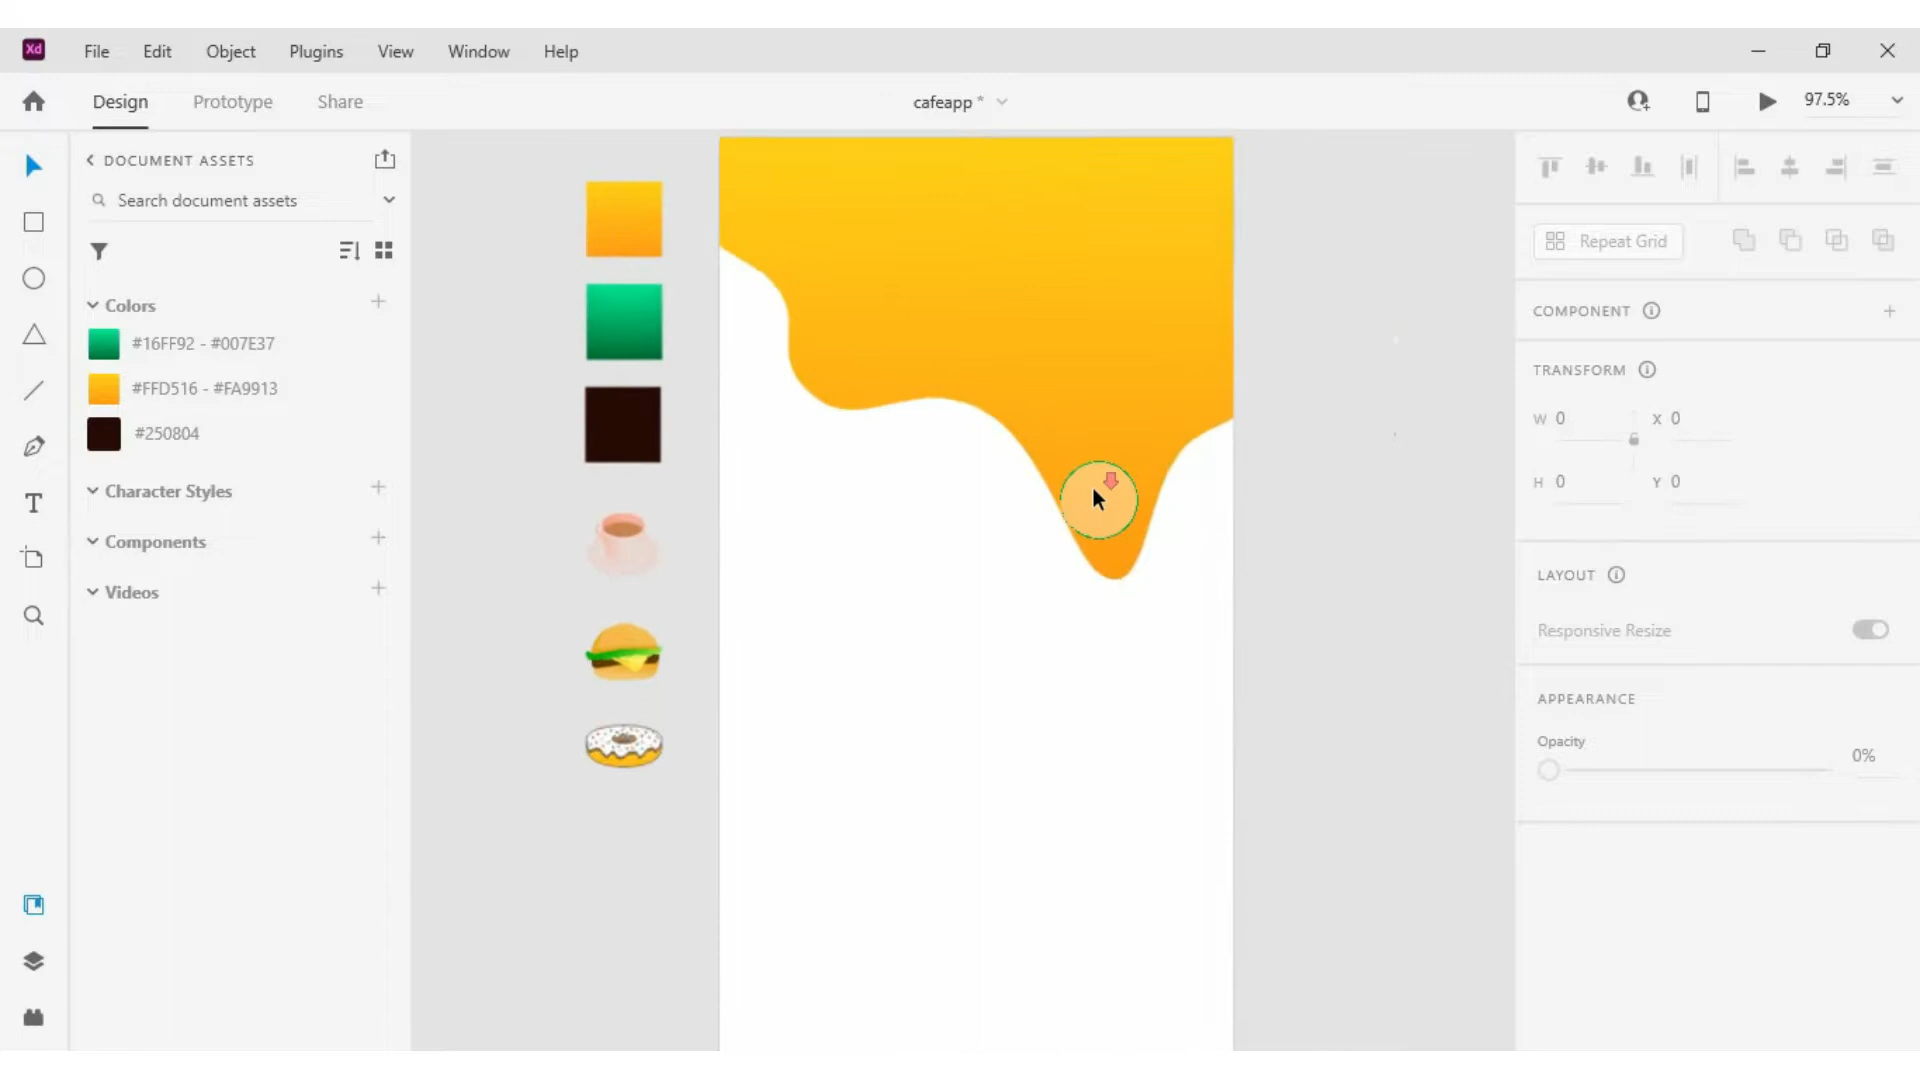 Xd File Edit Object Plugins View Window Help
Design Prototype Share cafeapp * 97.5%
DOCUMENT ASSETS
Search document assets
Colors
#16FF92 - #007E37
#FFD516 - #FA9913
#250804
Character Styles
Components
Videos
Repeat Grid
COMPONENT
TRANSFORM
W 0 X 0
H 0 Y 0
LAYOUT
Responsive Resize
APPEARANCE
Opacity
0%